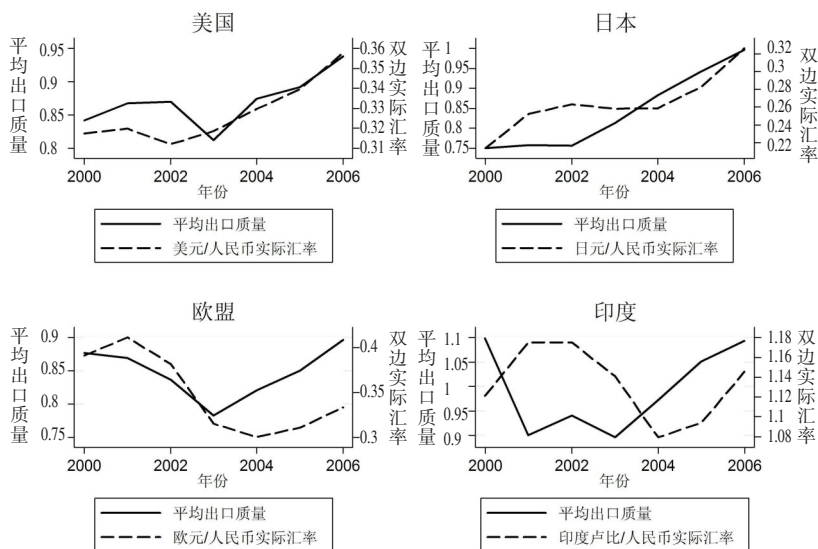 美国
平均出口质量
0.95
0.9
0.85
0.8
双边实际汇率
0.36
0.35
0.34
0.33
0.32
0.31
2000 2002 2004 2006
年份
平均出口质量
美元/人民币实际汇率
日本
平均出口质量
1
0.95
0.9
0.85
0.8
0.75
双边实际汇率
0.32
0.3
0.28
0.26
0.24
0.22
2000 2002 2004 2006
年份
平均出口质量
日元/人民币实际汇率
欧盟
平均出口质量
0.9
0.85
0.8
0.75
双边实际汇率
0.4
0.35
0.3
2000 2002 2004 2006
年份
平均出口质量
欧元/人民币实际汇率
印度
平均出口质量
1.1
1.05
1
0.95
0.9
双边实际汇率
1.18
1.16
1.14
1.12
1.1
1.08
2000 2002 2004 2006
年份
平均出口质量
印度卢比/人民币实际汇率